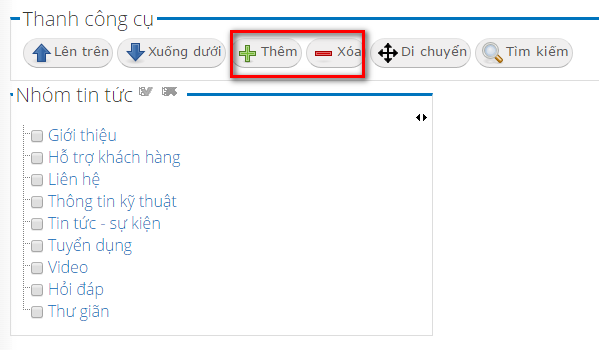 Thanh công cụ
Lên trên Xuống dưới Thêm Xóa Di chuyển Tìm kiếm
Nhóm tin tức
Giới thiệu
Hỗ trợ khách hàng
Liên hệ
Thông tin kỹ thuật
Tin tức - sự kiện
Tuyển dụng
Video
Hỏi đáp
Thư giãn